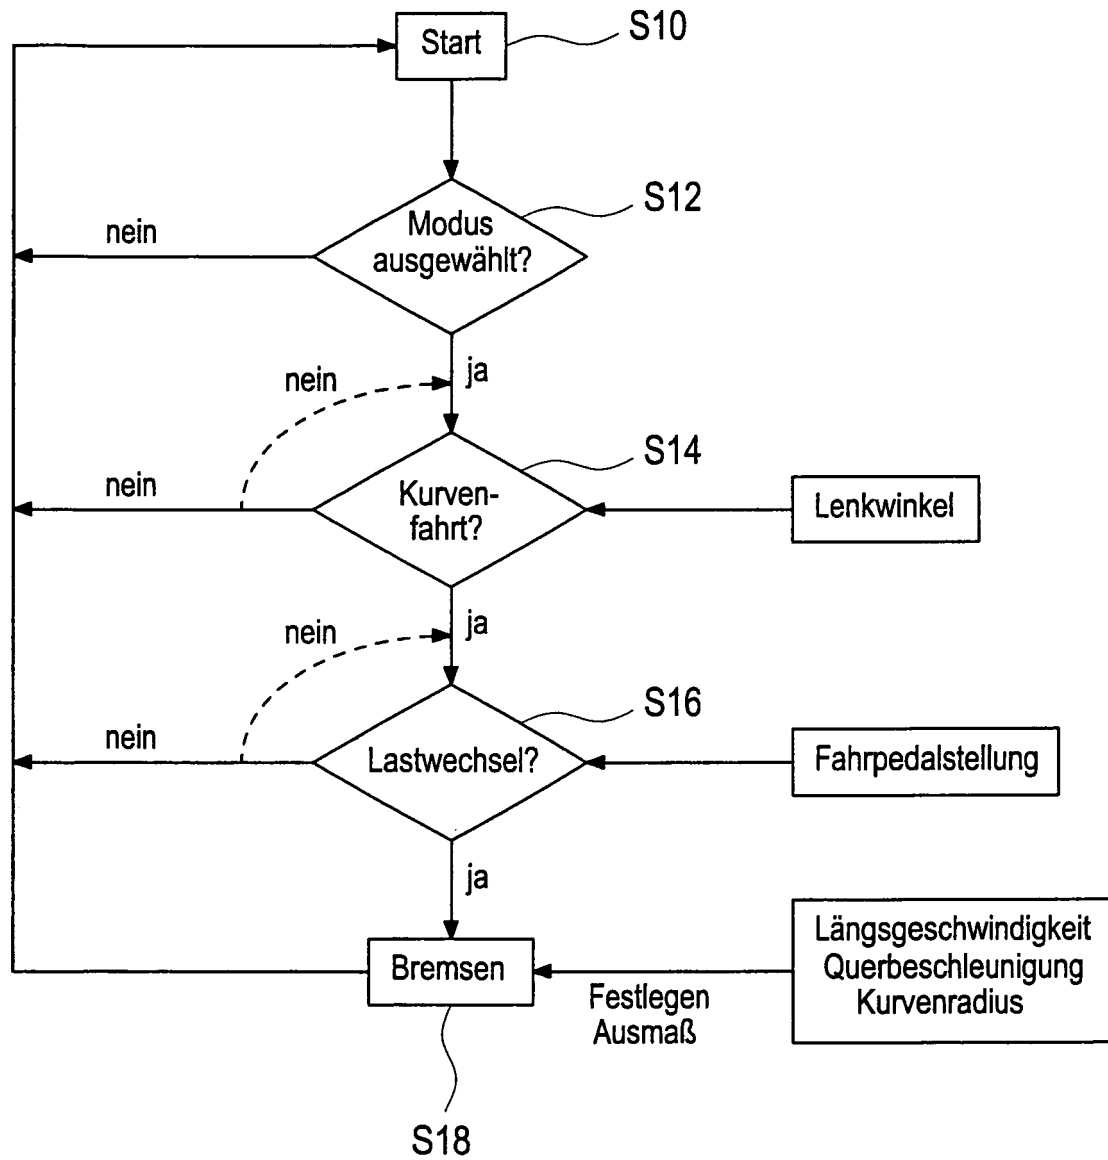 Start
S10
Modus
ausgewählt?
S12
nein
ja
nein
Kurven-
fahrt?
S14
nein
Lenkwinkel
ja
nein
Lastwechsel?
S16
nein
Fahrpedalstellung
ja
Bremsen
Festlegen
Ausmaß
Längsgeschwindigkeit
Querbeschleunigung
Kurvenradius
S18